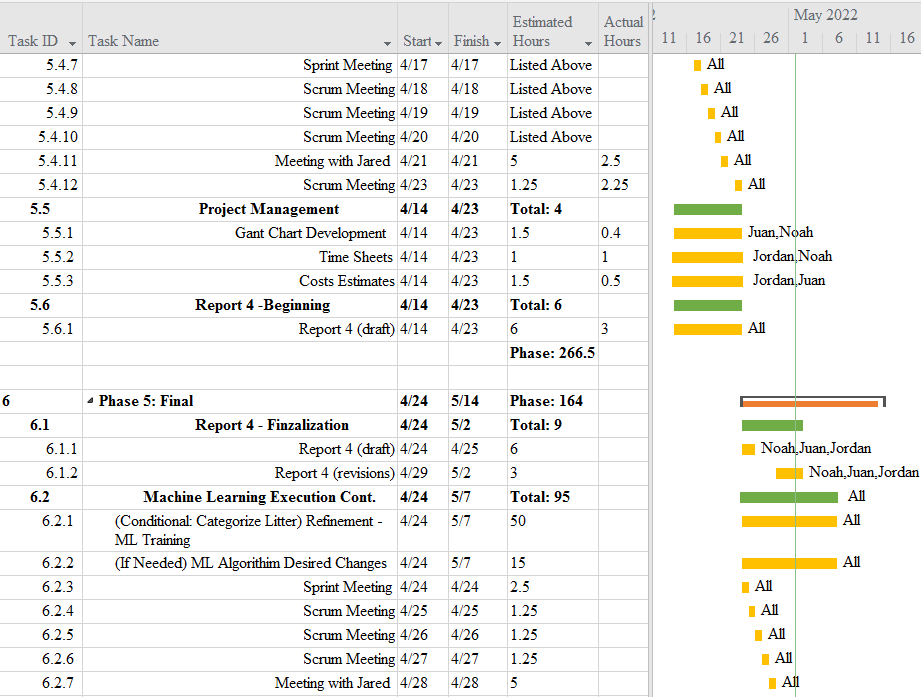 2 May 2022
Task ID Task Name Start Finish Estimated Hours Actual Hours 11 16 21 26 1 6 11 16
5.4.7 Sprint Meeting 4/17 4/17 Listed Above All
5.4.8 Scrum Meeting 4/18 4/18 Listed Above All
5.4.9 Scrum Meeting 4/19 4/19 Listed Above All
5.4.10 Scrum Meeting 4/20 4/20 Listed Above All
5.4.11 Meeting with Jared 4/21 4/21 5 2.5 All
5.4.12 Scrum Meeting 4/23 4/23 1.25 2.25 All
5.5 Project Management 4/14 4/23 Total: 4
5.5.1 Gant Chart Development 4/14 4/23 1.5 0.4 Juan,Noah
5.5.2 Time Sheets 4/14 4/23 1 1 Jordan,Noah
5.5.3 Costs Estimates 4/14 4/23 1.5 0.5 Jordan,Juan
5.6 Report 4 -Beginning 4/14 4/23 Total: 6
5.6.1 Report 4 (draft) 4/14 4/23 6 3 All
Phase: 266.5
6 Phase 5: Final 4/24 5/14 Phase: 164
6.1 Report 4 - Finzalization 4/24 5/2 Total: 9
6.1.1 Report 4 (draft) 4/24 4/25 6 Noah,Juan,Jordan
6.1.2 Report 4 (revisions) 4/29 5/2 3 Noah,Juan,Jordan
6.2 Machine Learning Execution Cont. 4/24 5/7 Total: 95 All
6.2.1 (Conditional: Categorize Litter) Refinement - 4/24 5/7 50 All
ML Training
6.2.2 (If Needed) ML Algorithim Desired Changes 4/24 5/7 15 All
6.2.3 Sprint Meeting 4/24 4/24 2.5 All
6.2.4 Scrum Meeting 4/25 4/25 1.25 All
6.2.5 Scrum Meeting 4/26 4/26 1.25 All
6.2.6 Scrum Meeting 4/27 4/27 1.25 All
6.2.7 Meeting with Jared 4/28 4/28 5 All